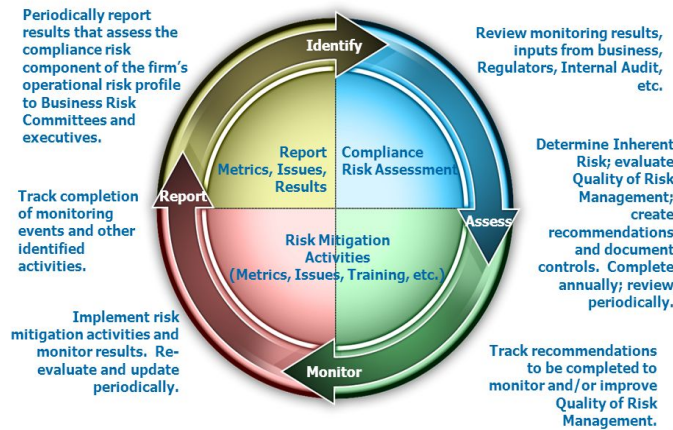 Periodically report
results that assess the
compliance risk
component of the firm's
operational risk profile
to Business Risk
Committees and
executives.
Identify
Review monitoring results,
inputs from business,
Regulators, Internal Audit,
etc.
Report
Metrics, Issues,
Results
Compliance
Risk Assessment
Determine Inherent
Risk; evaluate
Quality of Risk
Management;
create
recommendations
and document
controls.  Complete
annually; review
periodically.
Report
Track completion
of monitoring
events and other
identified
activities.
Assess
Risk Mitigation
Activities
(Metrics, Issues, Training, etc.)
Implement risk
mitigation activities and
monitor results.  Re-
evaluate and update
periodically.
Monitor
Track recommendations
to be completed to
monitor and/or improve
Quality of Risk
Management.